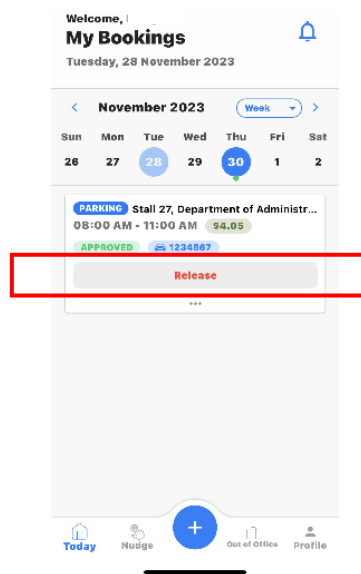 Welcome,
My Bookings
Tuesday, 28 November 2023
November 2023 Week
Sun Mon Tue Wed Thu Fri Sat
26 27 28 29 30 1 2
PARKING Stall 27, Department of Administr...
08:00 AM - 11:00 AM $4.05
APPROVED 1234567
Release
...
Today Nudge + Out of Office Profile